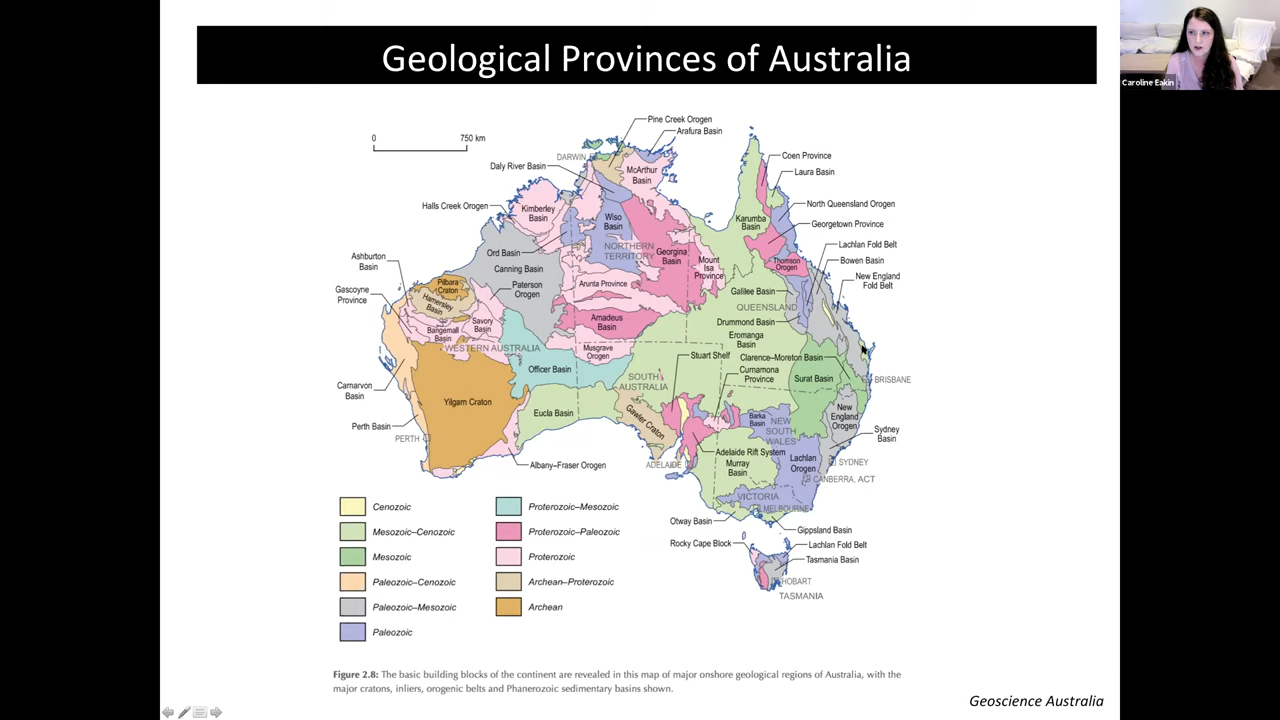 Geological Provinces of Australia
Caroline Eakin
0
750 km
Pine Creek Orogen
Arafura Basin
DARWIN
Daly River Basin
McArthur
Basin
Coen Province
Laura Basin
Halls Creek Orogen
Kimberley
Basin
Wiso
Basin
Karumba
Basin
North Queensland Orogen
Georgetown Province
Ord Basin
NORTHERN
TERRITORY
Georgina
Basin
Mount
Isa
Province
Lachlan Fold Belt
Thomson
Orogen
Bowen Basin
Ashburton
Basin
Canning Basin
New England
Fold Belt
Gascoyne
Province
Pilbara
Craton
Hamersley
Basin
Paterson
Orogen
Arunta Province
Galilee Basin
QUEENSLAND
Bangemall
Basin
Savory
Basin
Amadeus
Basin
Drummond Basin
Eromanga
Basin
WESTERN AUSTRALIA
Musgrave
Orogen
Stuart Shelf
Clarence–Moreton Basin
Officer Basin
SOUTH
AUSTRALIA
Curnamona
Province
Surat Basin
BRISBANE
Carnarvon
Basin
Yilgarn Craton
Eucla Basin
Gawler Craton
Barka
Basin
NEW
SOUTH
WALES
New
England
Orogen
Perth Basin
PERTH
Sydney
Basin
Albany–Fraser Orogen
ADELAIDE
Adelaide Rift System
Murray
Basin
Lachlan
Orogen
SYDNEY
CANBERRA, ACT
VICTORIA
MELBOURNE
Otway Basin
Gippsland Basin
Rocky Cape Block
Lachlan Fold Belt
Tasmania Basin
HOBART
TASMANIA
Cenozoic
Mesozoic–Cenozoic
Mesozoic
Paleozoic–Cenozoic
Paleozoic–Mesozoic
Paleozoic
Proterozoic–Mesozoic
Proterozoic–Paleozoic
Proterozoic
Archean–Proterozoic
Archean
Figure 2.8: The basic building blocks of the continent are revealed in this map of major onshore geological regions of Australia, with the
major cratons, inliers, orogenic belts and Phanerozoic sedimentary basins shown.
Geoscience Australia